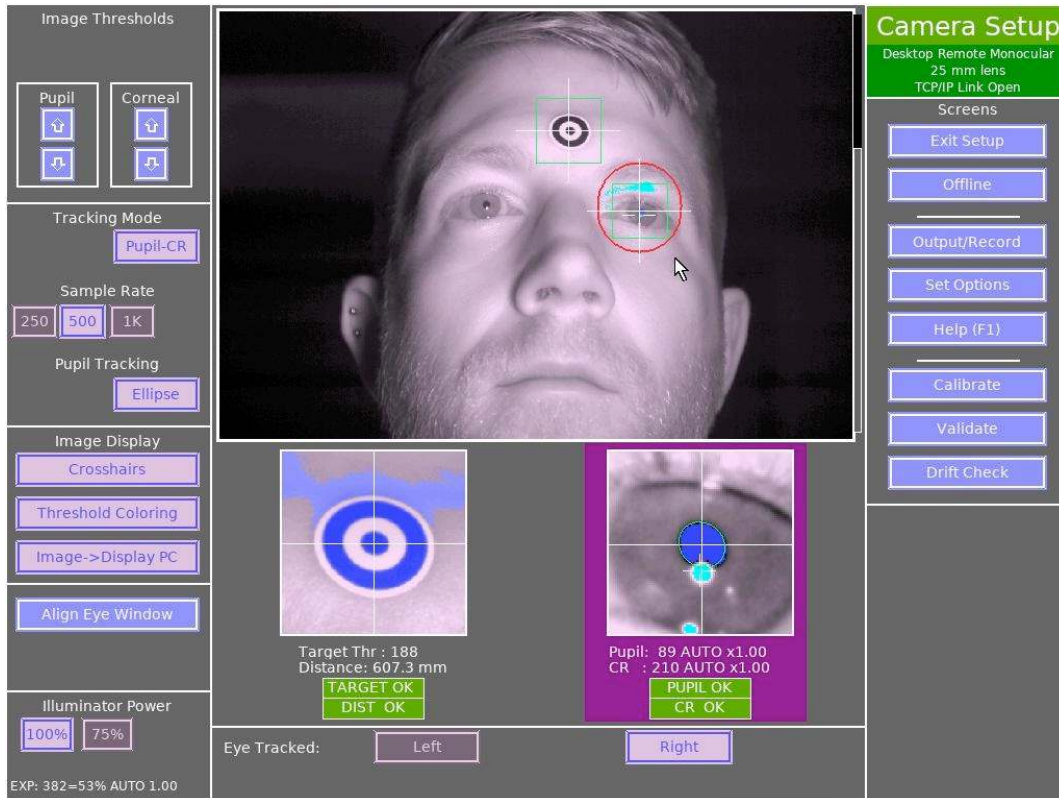 Image Thresholds
Pupil
Corneal
Tracking Mode
Pupil-CR
Sample Rate
250 500 1K
Pupil Tracking
Ellipse
Image Display
Crosshairs
Threshold Coloring
Image->Display PC
Align Eye Window
Illuminator Power
100% 75%
EXP: 382=53% AUTO 1.00
Target Thr : 188
Distance: 607.3 mm
TARGET OK
DIST OK
Pupil: 89 AUTO x1.00
CR : 210 AUTO x1.00
PUPIL OK
CR OK
Eye Tracked: Left Right
Camera Setup
Desktop Remote Monocular
25 mm lens
TCP/IP Link Open
Screens
Exit Setup
Offline
Output/Record
Set Options
Help (F1)
Calibrate
Validate
Drift Check